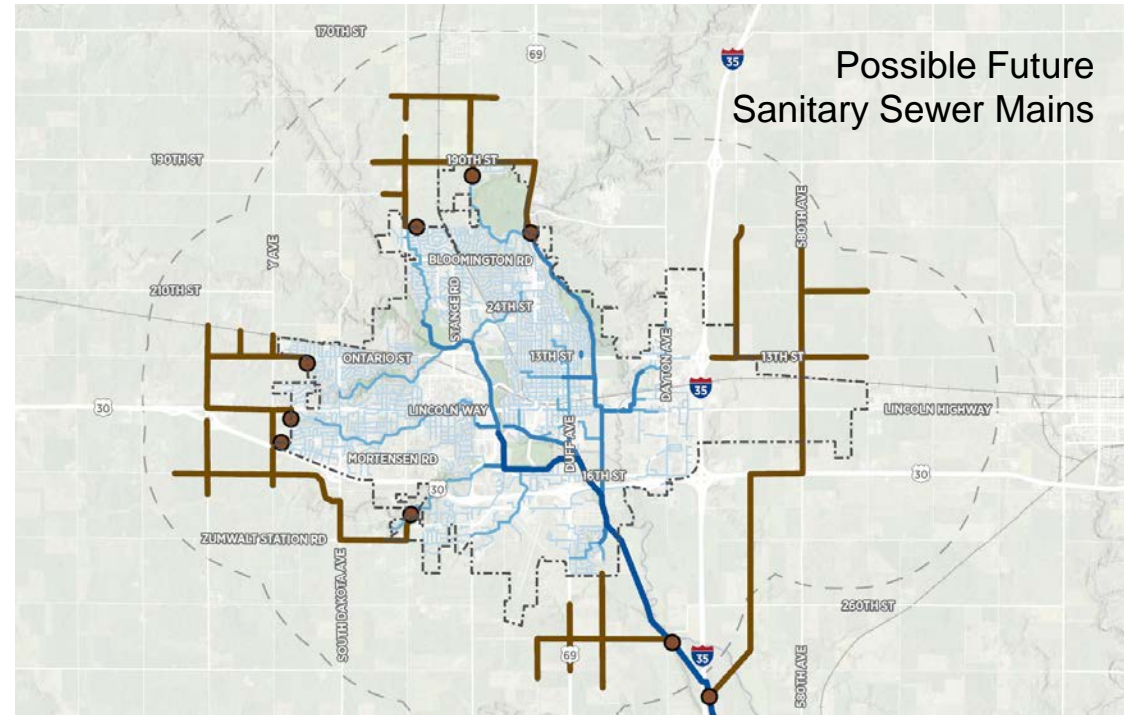 Possible Future
Sanitary Sewer Mains
170TH ST
69
35
190TH ST
190TH ST
580TH AVE
Y AVE
BLOOMINGTON RD
210TH ST
STANGE RD
24TH ST
ONTARIO ST
13TH ST
DAYTON AVE
13TH ST
35
30
LINCOLN WAY
LINCOLN HIGHWAY
DUFF AVE
MORTENSEN RD
16TH ST
30
30
ZUMWALT STATION RD
SOUTH DAKOTA AVE
260TH ST
69
35
580TH AVE